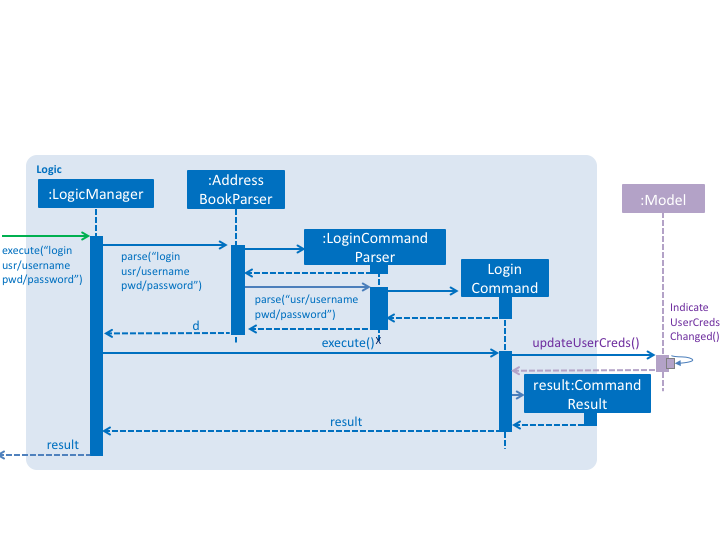 Logic
:LogicManager
:Address
BookParser
:Model
:LoginCommand
Parser
Login
Command
execute(“login
usr/username
pwd/password”)
parse(“login
usr/username
pwd/password”)
parse(“usr/username
pwd/password”)
d
execute()
X
updateUserCreds()
Indicate
UserCreds
Changed()
result:Command
Result
result
result